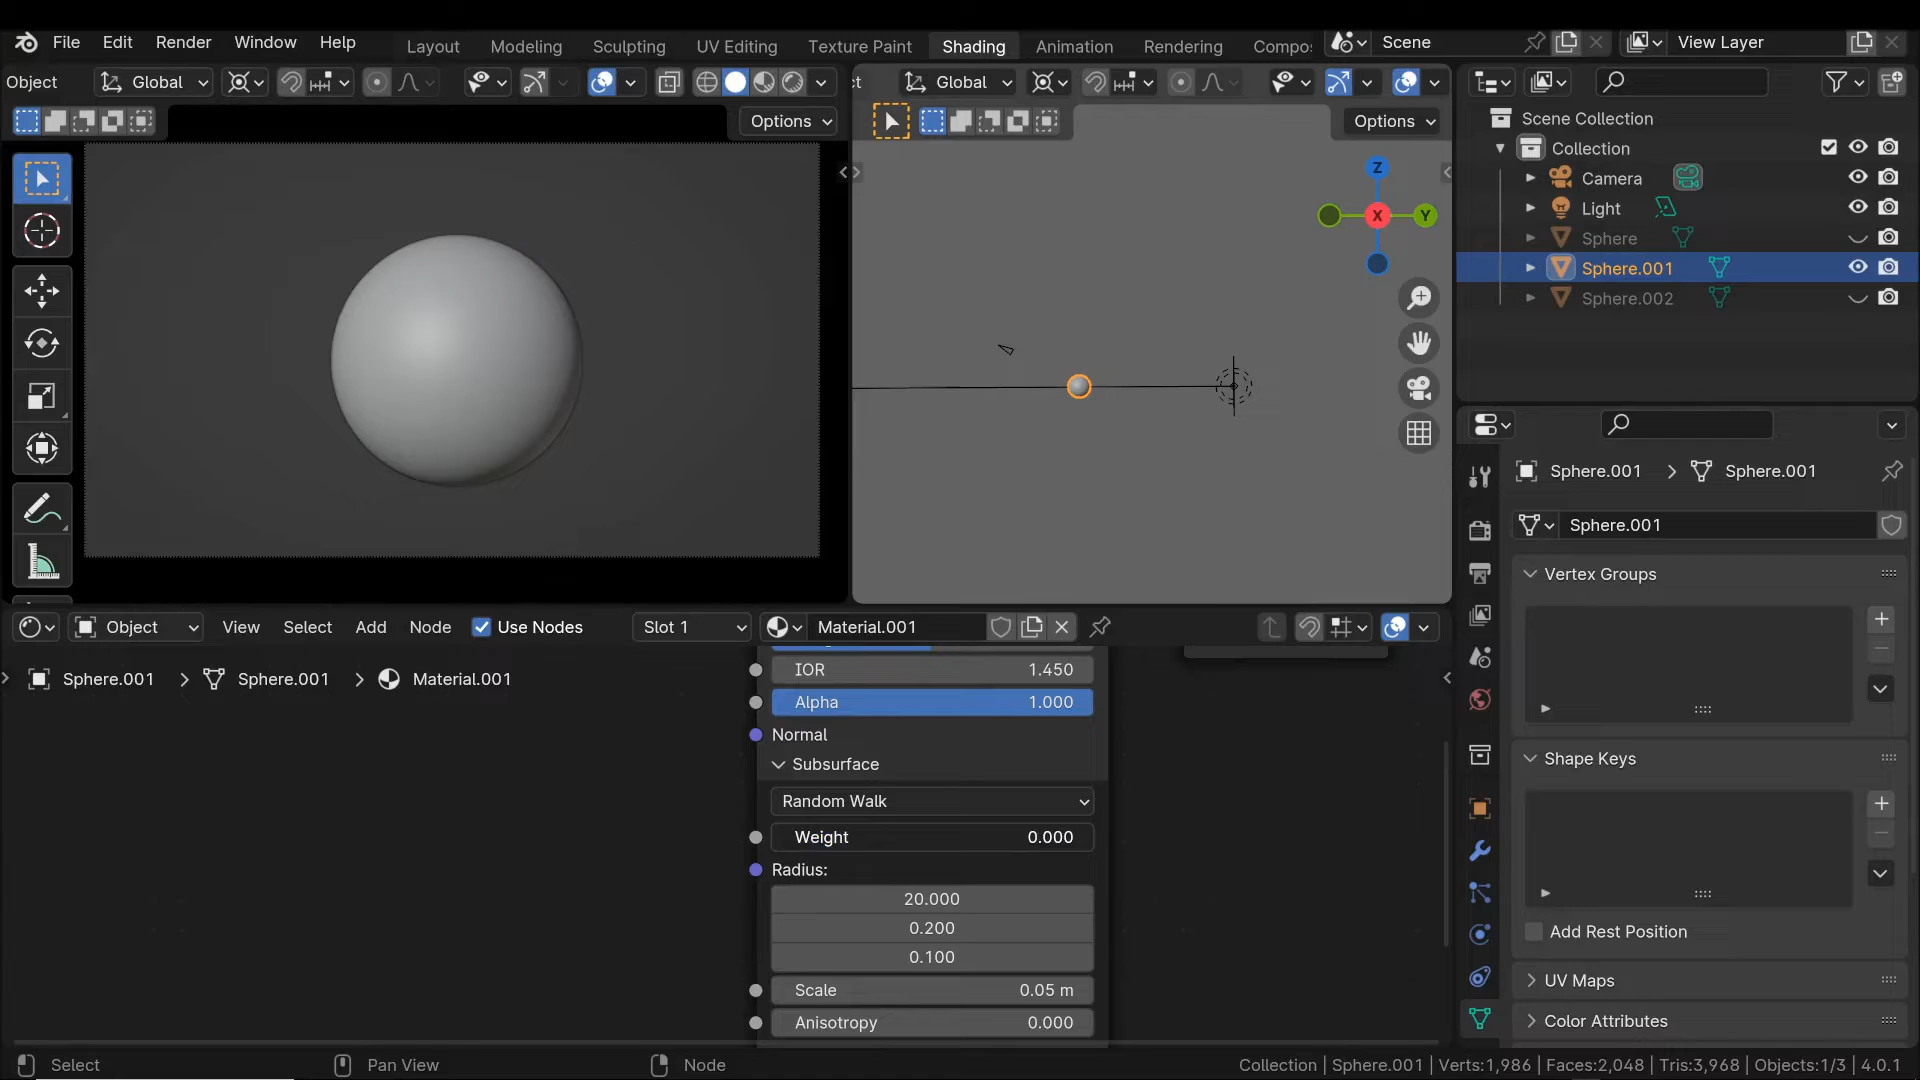 File Edit Render Window Help
Layout Modeling Sculpting UV Editing Texture Paint Shading Animation Rendering Compo
Scene
View Layer
Object Global
Global
Options
Options
Z
X
Y
Scene Collection
Collection
Camera
Light
Sphere
Sphere.001
Sphere.002
Sphere.001 > Sphere.001
Sphere.001
Vertex Groups
Shape Keys
Add Rest Position
UV Maps
Color Attributes
Object View Select Add Node Use Nodes Slot 1 Material.001
Sphere.001 > Sphere.001 > Material.001
IOR 1.450
Alpha 1.000
Normal
Subsurface
Random Walk
Weight 0.000
Radius:
20.000
0.200
0.100
Scale 0.05 m
Anisotropy 0.000
Select Pan View Node
Collection | Sphere.001 | Verts:1,986 | Faces:2,048 | Tris:3,968 | Objects:1/3 | 4.0.1